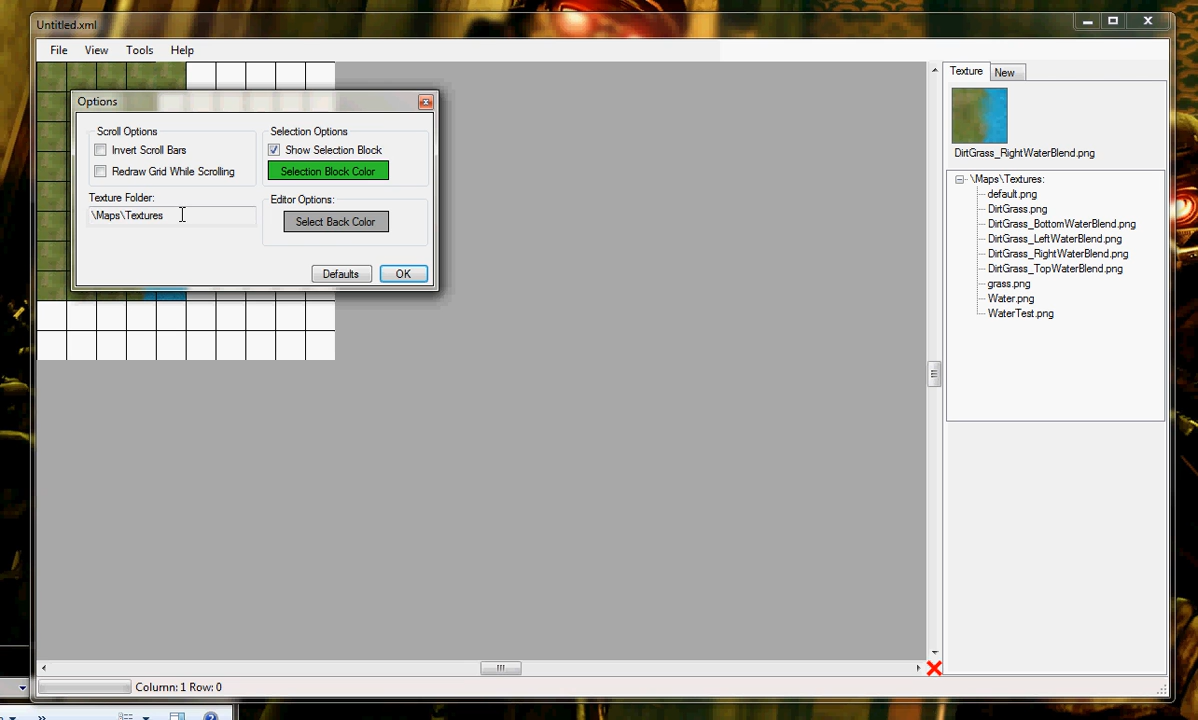 Untitled.xml
File View Tools Help
Options
Scroll Options
Invert Scroll Bars
Redraw Grid While Scrolling
Texture Folder:
\Maps\Textures
Selection Options
Show Selection Block
Selection Block Color
Editor Options:
Select Back Color
Defaults OK
Texture New
DirtGrass_RightWaterBlend.png
\Maps\Textures:
default.png
DirtGrass.png
DirtGrass_BottomWaterBlend.png
DirtGrass_LeftWaterBlend.png
DirtGrass_RightWaterBlend.png
DirtGrass_TopWaterBlend.png
grass.png
Water.png
WaterTest.png
Column: 1 Row: 0